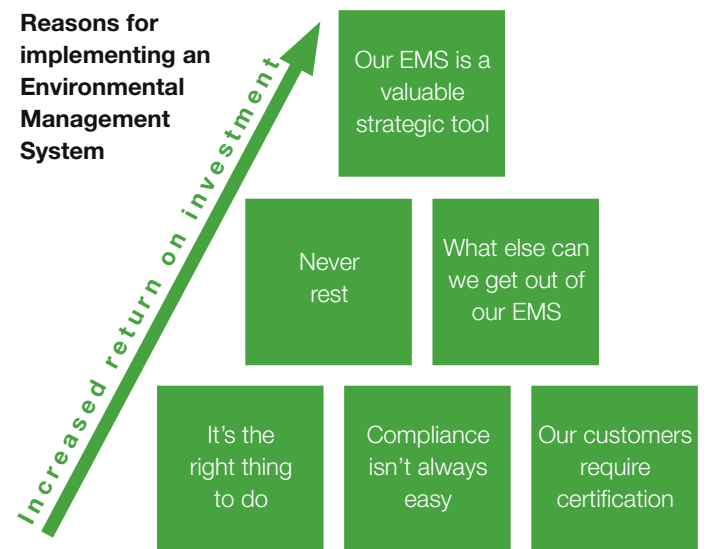 Reasons for
implementing an
Environmental
Management
System
Increased return on investment
Our EMS is a
valuable
strategic tool
Never
rest
What else can
we get out of
our EMS
It’s the
right thing
to do
Compliance
isn’t always
easy
Our customers
require
certification